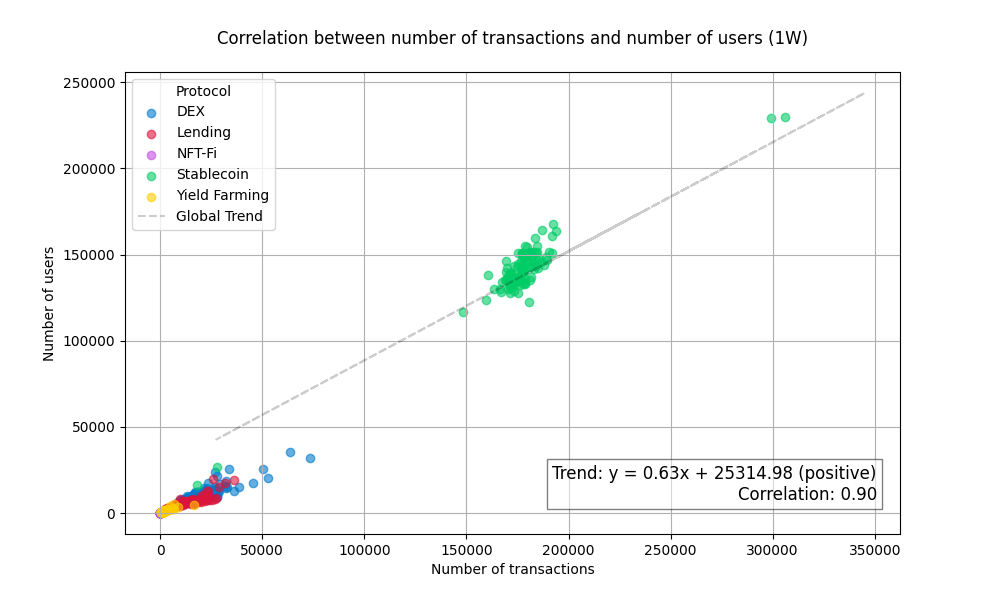 Correlation between number of transactions and number of users (1W)
250000
200000
150000
100000
50000
0
Number of users
Protocol
DEX
Lending
NFT-Fi
Stablecoin
Yield Farming
Global Trend
Trend: y = 0.63x + 25314.98 (positive)
Correlation: 0.90
0
50000
100000
150000
200000
250000
300000
350000
Number of transactions